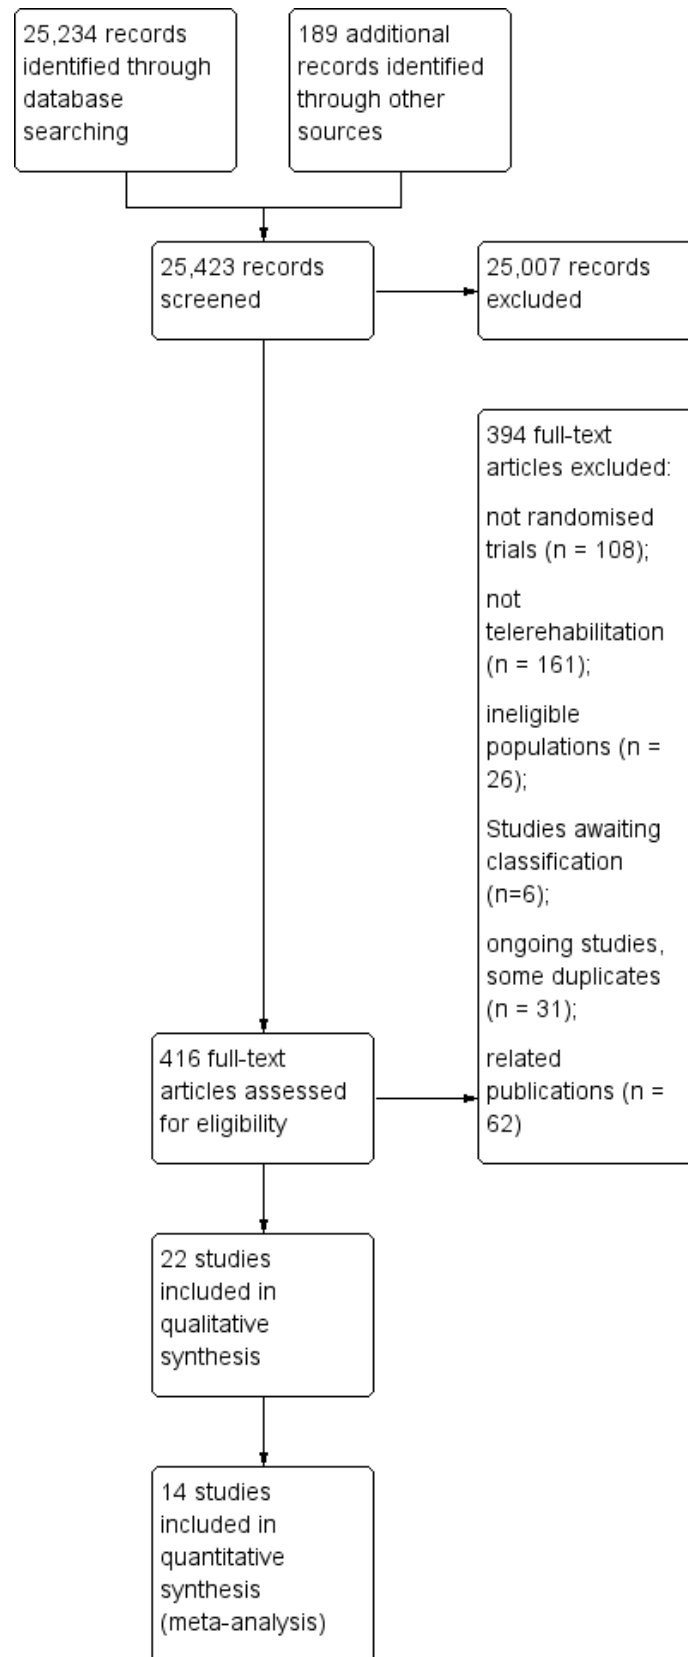 25,234 records
identified through
database
searching
189 additional
records identified
through other
sources
25,423 records
screened
25,007 records
excluded
394 full-text
articles excluded:
not randomised
trials (n = 108);
not
telerehabilitation
(n = 161);
ineligible
populations (n =
26);
Studies awaiting
classification
(n=6);
ongoing studies,
some duplicates
(n = 31);
related
publications (n =
62)
416 full-text
articles assessed
for eligibility
22 studies
included in
qualitative
synthesis
14 studies
included in
quantitative
synthesis
(meta-analysis)